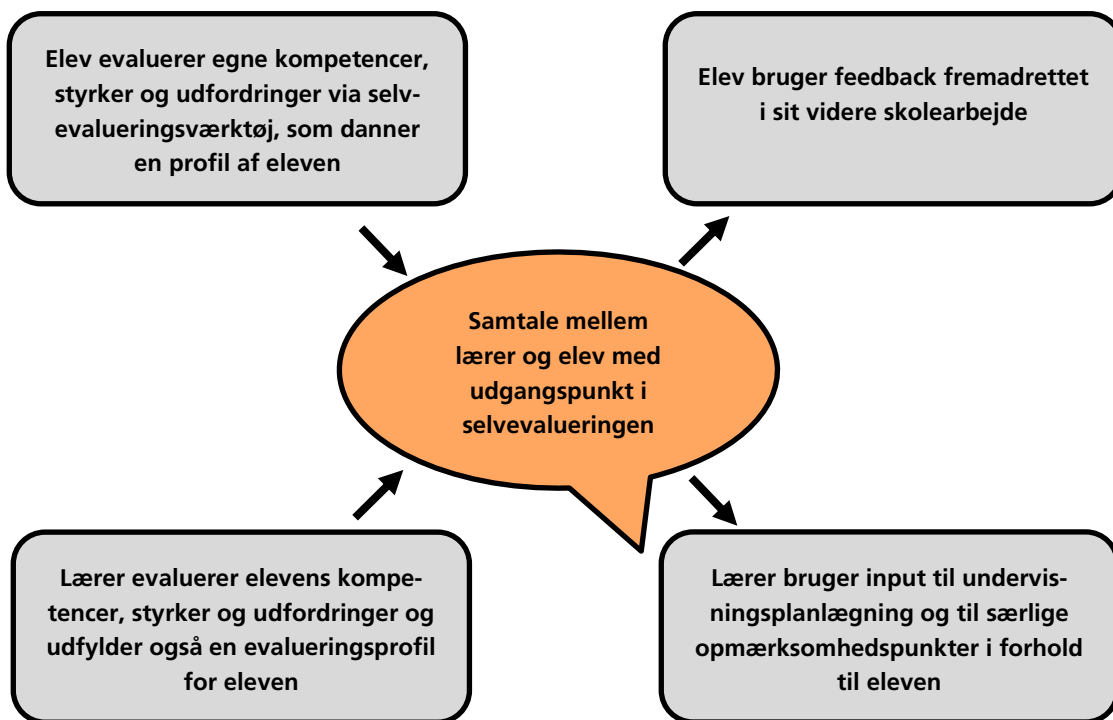 Elev evaluerer egne kompetencer,
styrker og udfordringer via selv-
evalueringsværktøj, som danner
en profil af eleven
Elev bruger feedback fremadrettet
i sit videre skolearbejde
Samtale mellem
lærer og elev med
udgangspunkt i
selvevalueringen
Lærer evaluerer elevens kompe-
tencer, styrker og udfordringer og
udfylder også en evalueringsprofil
for eleven
Lærer bruger input til undervis-
ningsplanlægning og til særlige
opmærksomhedspunkter i forhold
til eleven